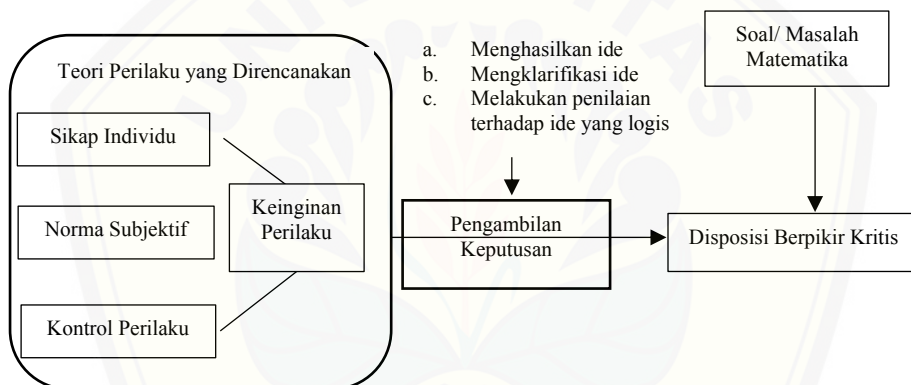 Teori Perilaku yang Direncanakan
Sikap Individu
Norma Subjektif
Kontrol Perilaku
Keinginan
Perilaku
a. Menghasilkan ide
b. Mengklarifikasi ide
c. Melakukan penilaian
terhadap ide yang logis
Pengambilan
Keputusan
Soal/ Masalah
Matematika
Disposisi Berpikir Kritis